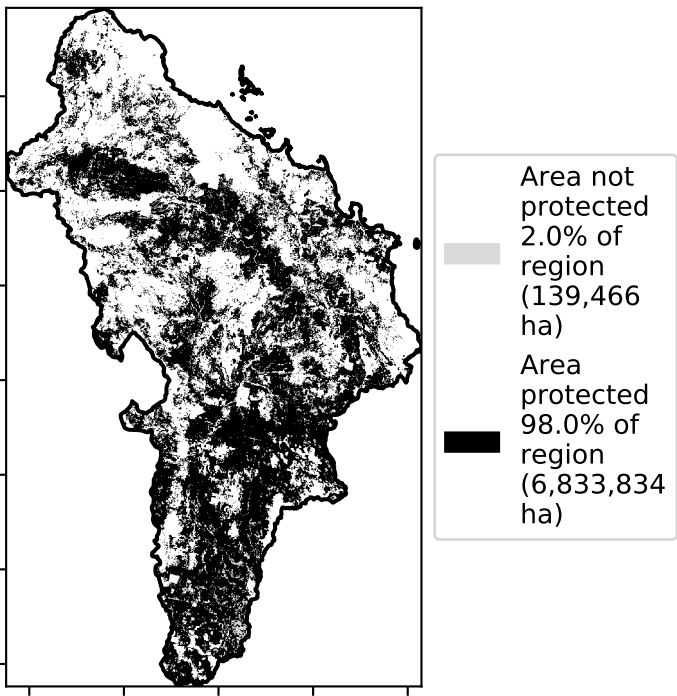 Area not
protected
2.0% of
region
(139,466
ha)
Area
protected
98.0% of
region
(6,833,834
ha)